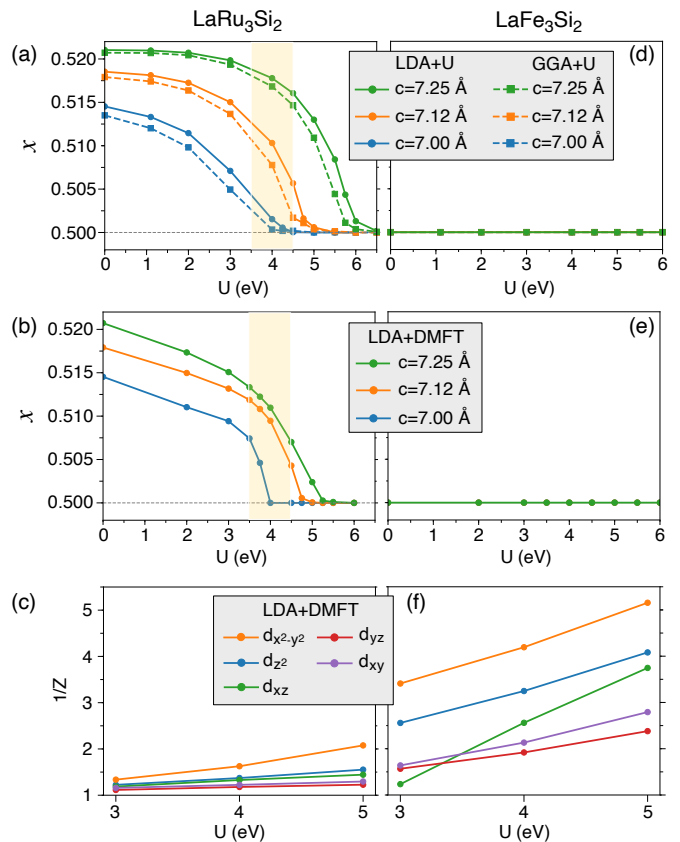 LaRu3Si2
LaFe3Si2
(a)
0.520
0.515
0.510
0.505
0.500
x
0 1 2 3 4 5 6
U (eV)
LDA+U GGA+U
c=7.25 Å c=7.25 Å
c=7.12 Å c=7.12 Å
c=7.00 Å c=7.00 Å
(d)
0 1 2 3 4 5 6
U (eV)
(b)
0.520
0.515
0.510
0.505
0.500
x
0 1 2 3 4 5 6
U (eV)
LDA+DMFT
c=7.25 Å
c=7.12 Å
c=7.00 Å
(e)
0 1 2 3 4 5 6
U (eV)
(c)
5
4
3
2
1
1/Z
3 4 5
U (eV)
LDA+DMFT
dx²-y² dyz
dz² dxy
dxz
(f)
3 4 5
U (eV)